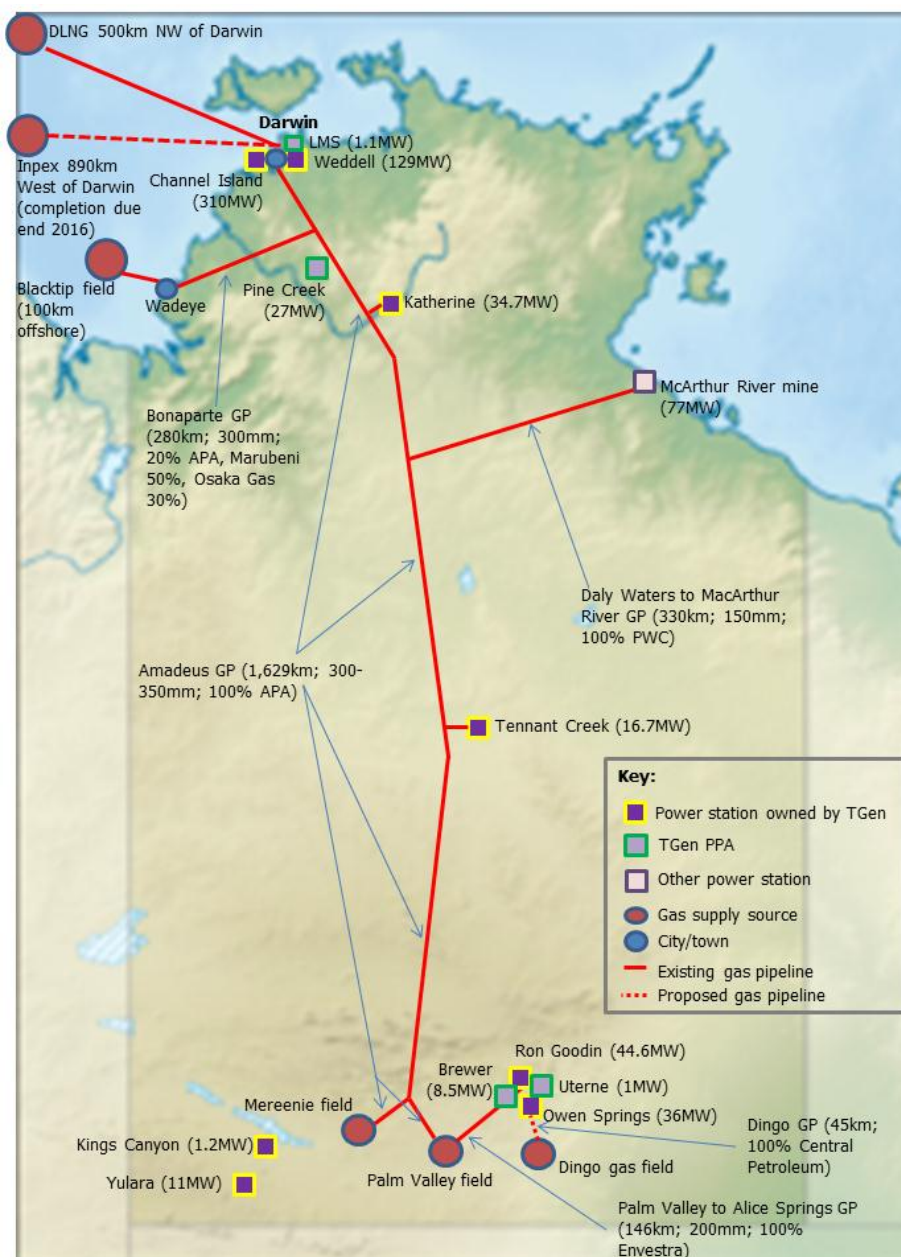 DLNG 500km NW of Darwin
Darwin
LMS (1.1MW)
Weddell (129MW)
Channel Island
(310MW)
Inpex 890km
West of Darwin
(completion due
end 2016)
Blacktip field
(100km
offshore)
Wadeye
Pine Creek
(27MW)
Katherine (34.7MW)
McArthur River mine
(77MW)
Bonaparte GP
(280km; 300mm;
20% APA, Marubeni
50%, Osaka Gas
30%)
Daly Waters to MacArthur
River GP (330km; 150mm;
100% PWC)
Amadeus GP (1,629km; 300-
350mm; 100% APA)
Tennant Creek (16.7MW)
Key:
Power station owned by TGen
TGen PPA
Other power station
Gas supply source
City/town
Existing gas pipeline
Proposed gas pipeline
Ron Goodin (44.6MW)
Brewer
(8.5MW)
Uterne (1MW)
Owen Springs (36MW)
Mereenie field
Kings Canyon (1.2MW)
Yulara (11MW)
Palm Valley field
Dingo gas field
Dingo GP (45km;
100% Central
Petroleum)
Palm Valley to Alice Springs GP
(146km; 200mm; 100%
Envestra)